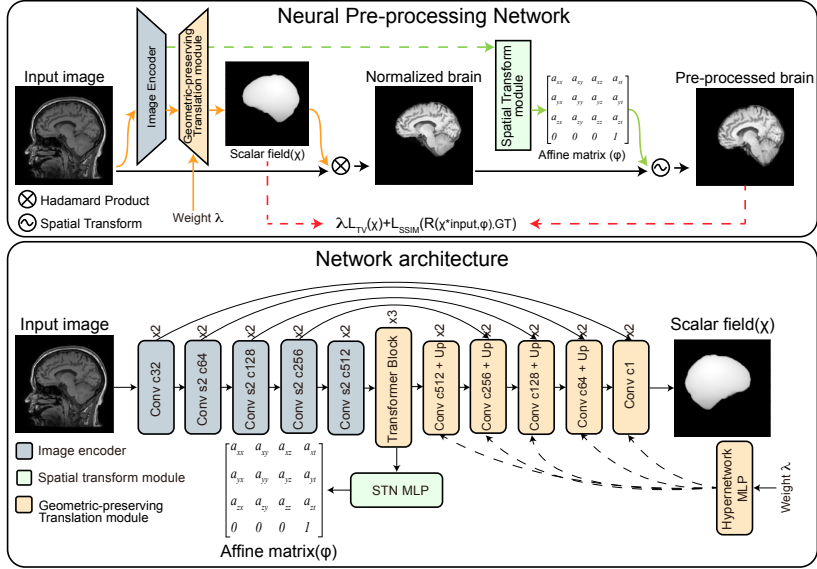 Neural Pre-processing Network
Input image
Image Encoder
Geometric-preserving
Translation module
Scalar field(χ)
Weight λ
Normalized brain
Spatial Transform
module
a_xx a_xy a_xz a_xt
a_yx a_yy a_yz a_yt
a_zx a_zy a_zz a_zt
0 0 0 1
Affine matrix (φ)
Pre-processed brain
Hadamard Product
Spatial Transform
λL_TV(χ)+L_SSIM(R(χ*input,φ),GT)
Network architecture
Input image
x2
x2
x2
x2
x2
x3
x2
x2
x2
x2
x2
Conv c32
Conv s2 c64
Conv s2 c128
Conv s2 c256
Conv s2 c512
Transformer Block
Conv c512 + Up
Conv c256 + Up
Conv c128 + Up
Conv c64 + Up
Conv c1
Scalar field(χ)
Image encoder
Spatial transform module
Geometric-preserving
Translation module
a_xx a_xy a_xz a_xt
a_yx a_yy a_yz a_yt
a_zx a_zy a_zz a_zt
0 0 0 1
Affine matrix(φ)
STN MLP
Hypernetwork
MLP
Weight λ